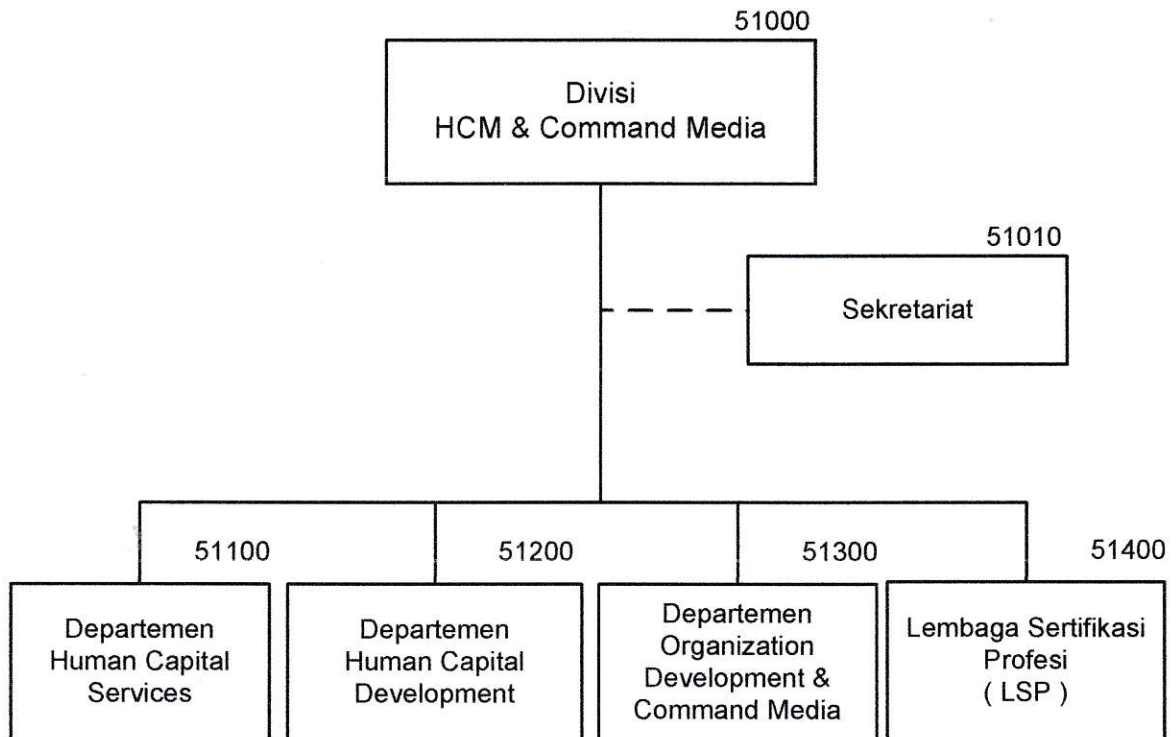 51000
Divisi
HCM & Command Media
51010
Sekretariat
51100
Departemen
Human Capital
Services
51200
Departemen
Human Capital
Development
51300
Departemen
Organization
Development &
Command Media
51400
Lembaga Sertifikasi
Profesi
( LSP )